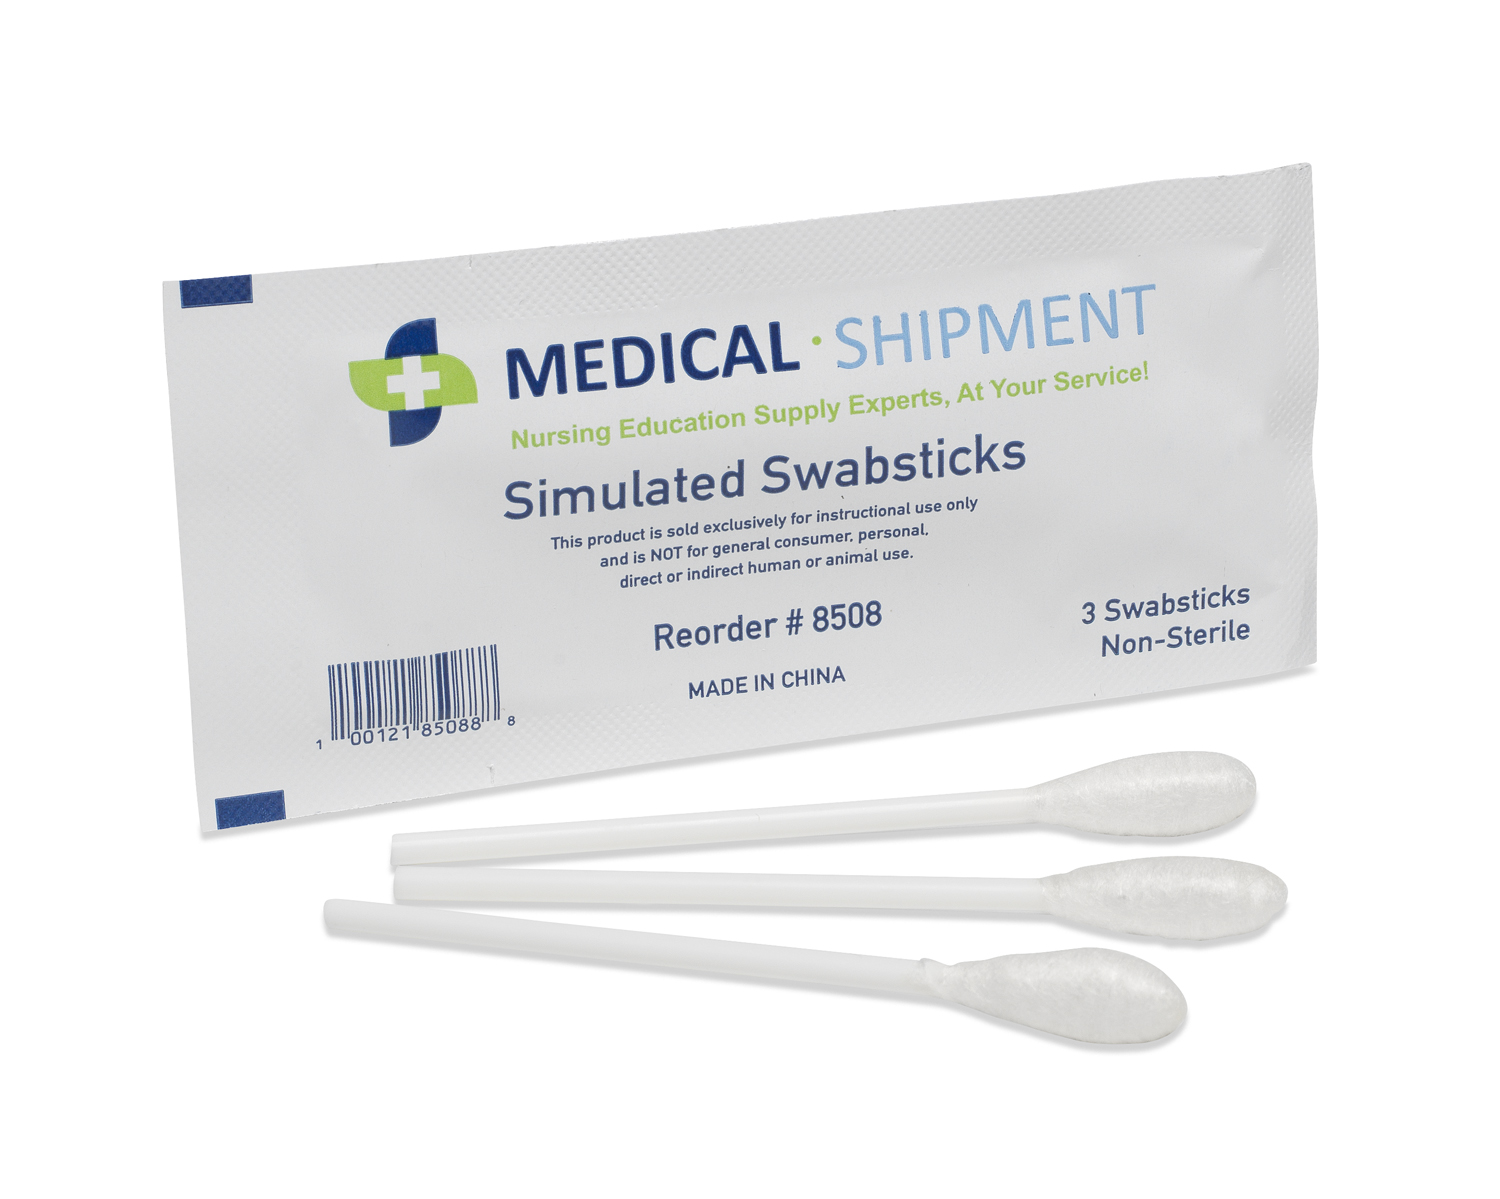 MEDICAL · SHIPMENT
Nursing Education Supply Experts, At Your Service!
Simulated Swabsticks
This product is sold exclusively for instructional use only
and is NOT for general consumer, personal,
direct or indirect human or animal use.
Reorder # 8508
3 Swabsticks
Non-Sterile
MADE IN CHINA
1 00121 85088 8